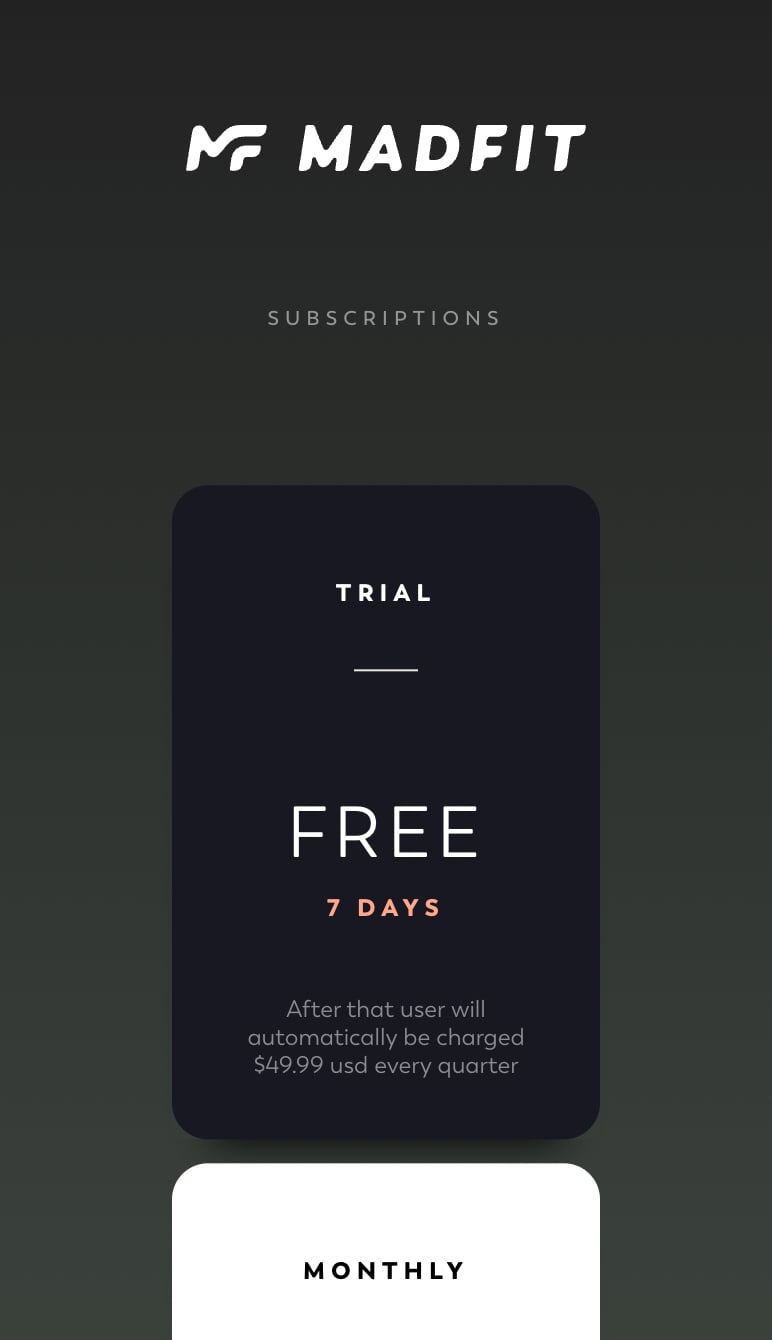 MF MADFIT
SUBSCRIPTIONS
TRIAL
FREE
7 DAYS
After that user will
automatically be charged
$49.99 usd every quarter
MONTHLY